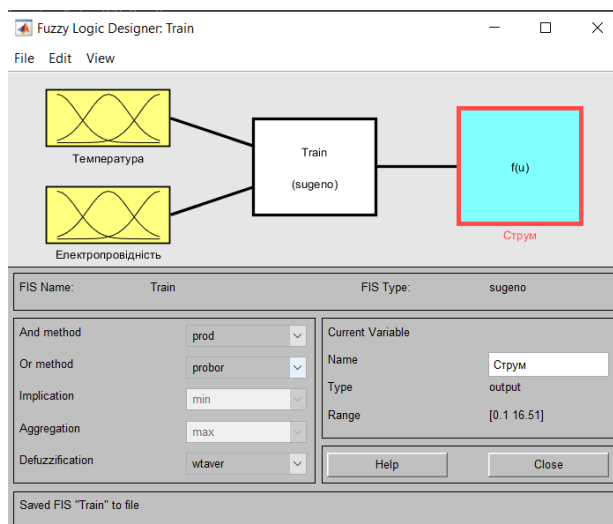 Fuzzy Logic Designer: Train
File Edit View
Температура
Електропровідність
Train
(sugeno)
f(u)
Струм
FIS Name: Train FIS Type: sugeno
And method prod
Or method probor
Implication min
Aggregation max
Defuzzification wtaver
Current Variable
Name Струм
Type output
Range [0.1 16.51]
Help Close
Saved FIS "Train" to file